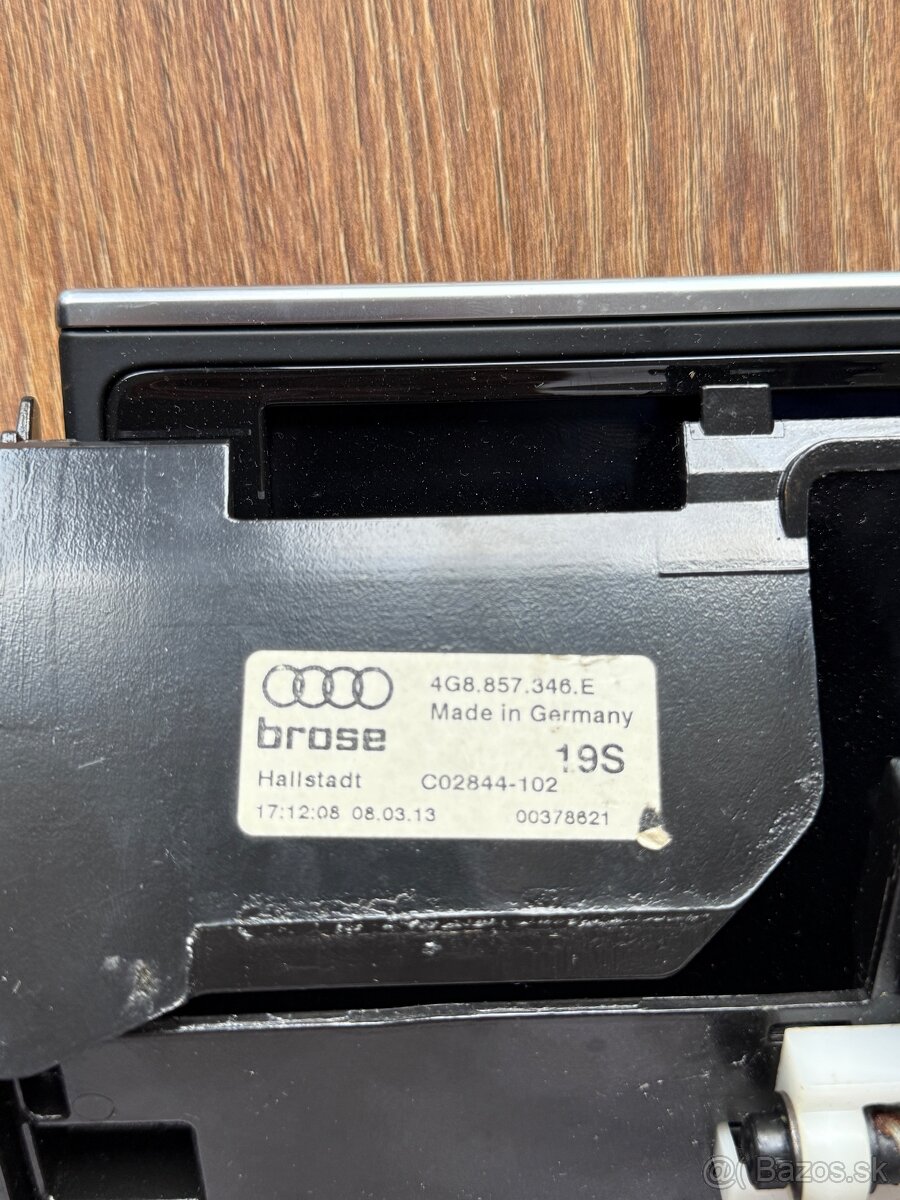 4G8.857.346.E
Made in Germany
brose
19S
Hallstadt C02844-102
17:12:08 08.03.13 00378621
@ Bazos.sk